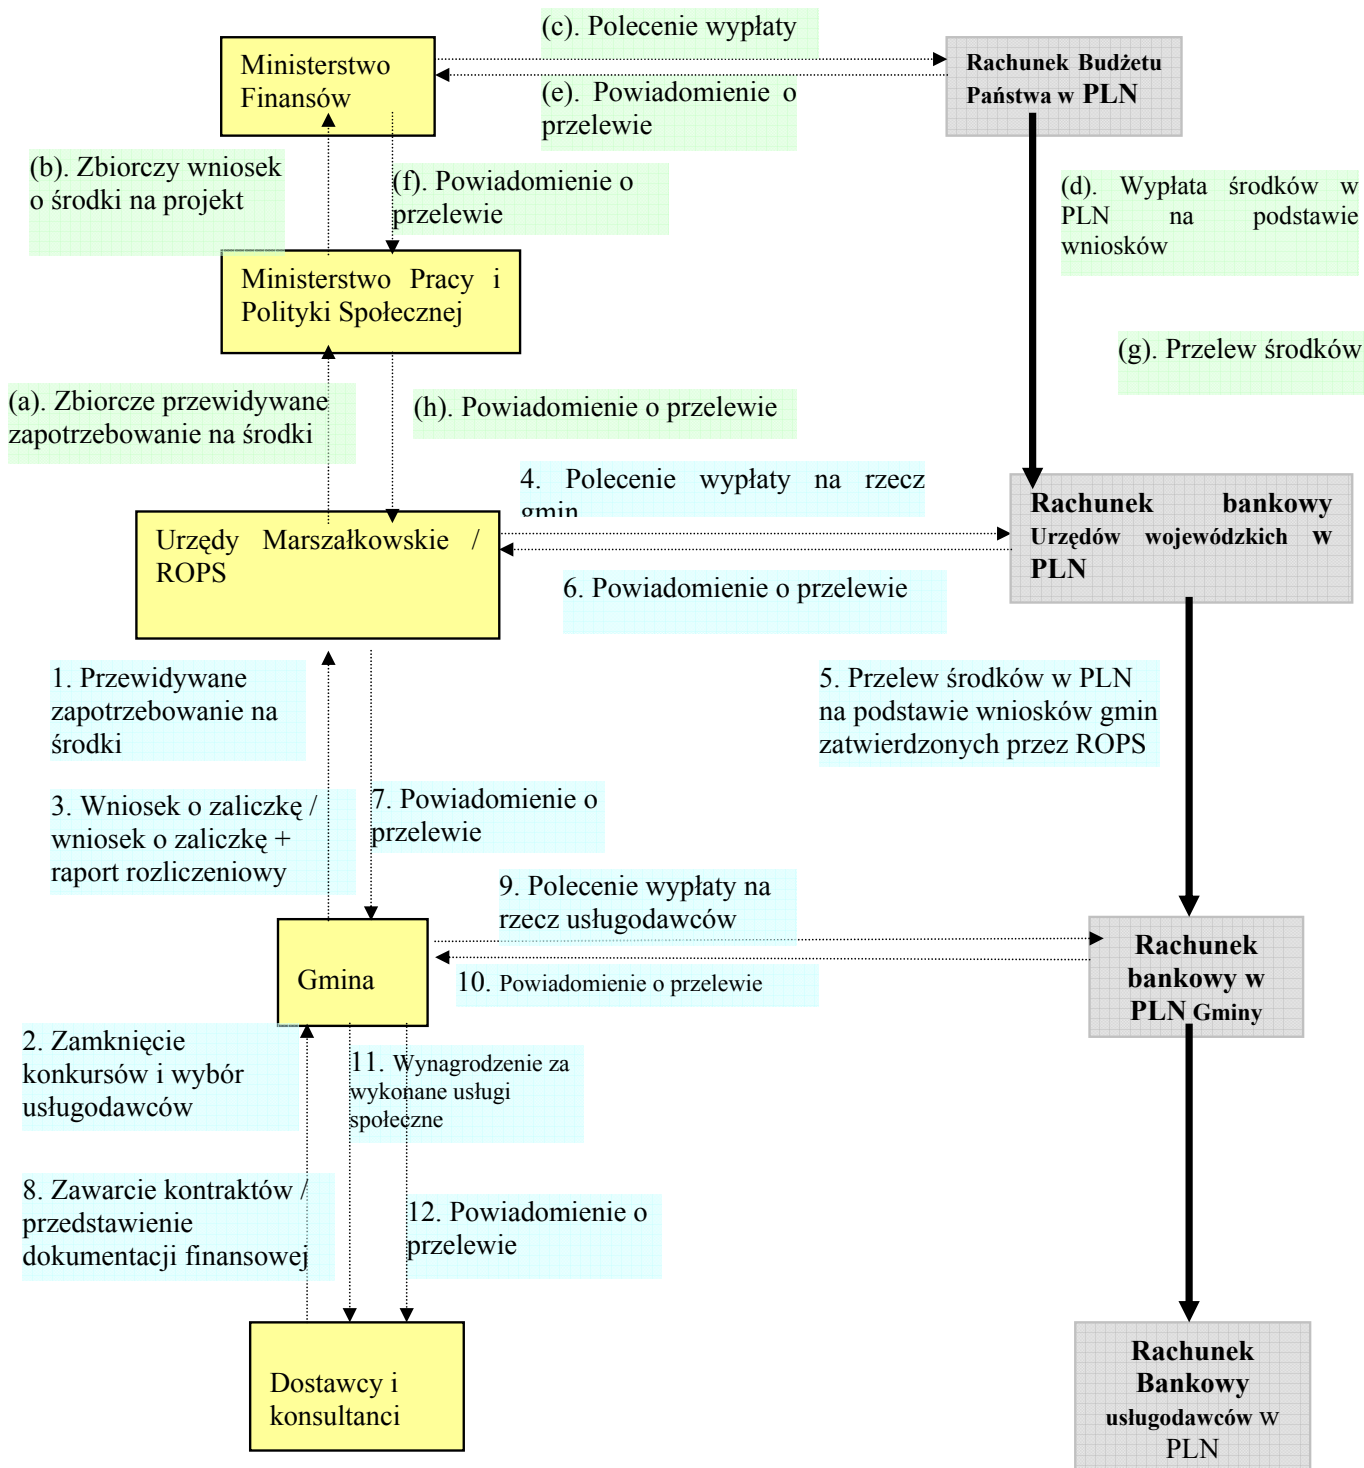 (c). Polecenie wypłaty
Ministerstwo
Finansów
Rachunek Budżetu
Państwa w PLN
(e). Powiadomienie o
przelewie
(b). Zbiorczy wniosek
o środki na projekt
(f). Powiadomienie o
przelewie
(d). Wypłata środków w
PLN na podstawie
wniosków
Ministerstwo Pracy i
Polityki Społecznej
(g). Przelew środków
(a). Zbiorcze przewidywane
zapotrzebowanie na środki
(h). Powiadomienie o przelewie
4. Polecenie wypłaty na rzecz
gmin
Urzędy Marszałkowskie /
ROPS
Rachunek bankowy
Urzędów wojewódzkich w
PLN
6. Powiadomienie o przelewie
1. Przewidywane
zapotrzebowanie na
środki
5. Przelew środków w PLN
na podstawie wniosków gmin
zatwierdzonych przez ROPS
3. Wniosek o zaliczkę /
wniosek o zaliczkę +
raport rozliczeniowy
7. Powiadomienie o
przelewie
9. Polecenie wypłaty na
rzecz usługodawców
Gmina
10. Powiadomienie o przelewie
Rachunek
bankowy w
PLN Gminy
2. Zamknięcie
konkursów i wybór
usługodawców
11. Wynagrodzenie za
wykonane usługi
społeczne
8. Zawarcie kontraktów /
przedstawienie
dokumentacji finansowej
12. Powiadomienie o
przelewie
Dostawcy i
konsultanci
Rachunek
Bankowy
usługodawców w
PLN